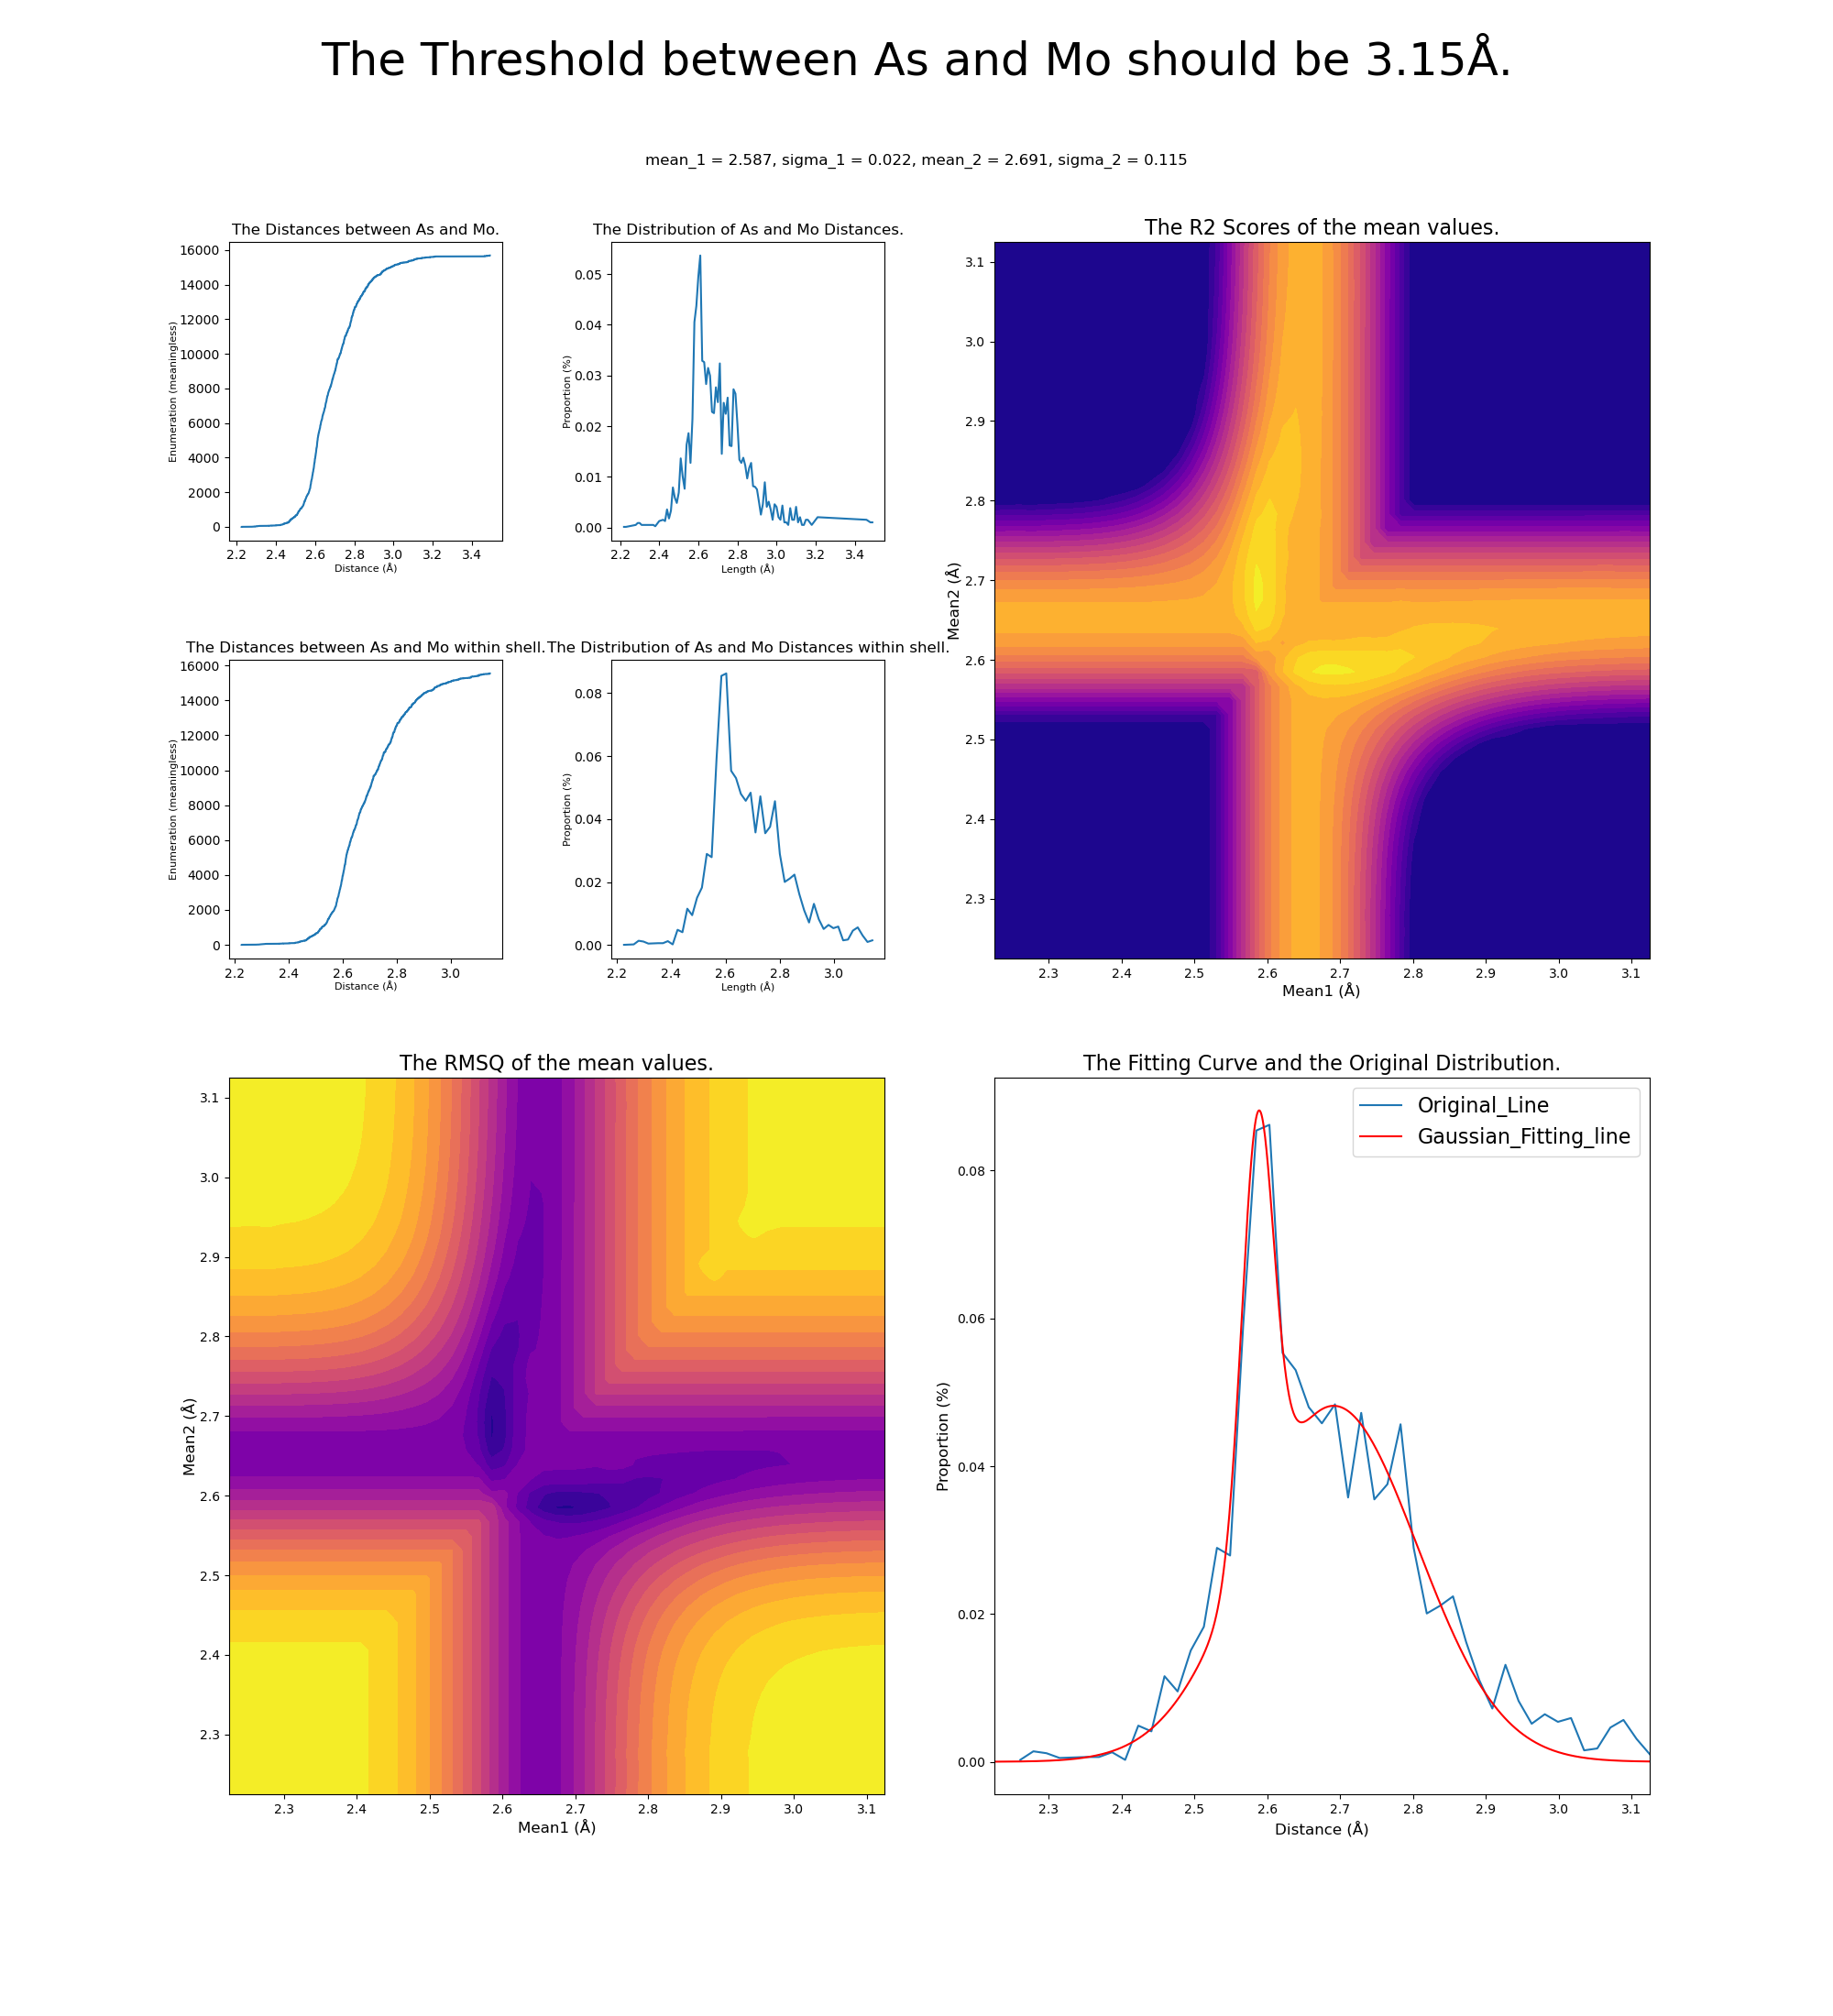 The Threshold between As and Mo should be 3.15Å.
mean_1 = 2.587, sigma_1 = 0.022, mean_2 = 2.691, sigma_2 = 0.115
The Distances between As and Mo.
16000
14000
12000
10000
8000
6000
4000
2000
0
Enumeration (meaningless)
2.2 2.4 2.6 2.8 3.0 3.2 3.4
Distance (Å)
The Distribution of As and Mo Distances.
0.05
0.04
0.03
0.02
0.01
0.00
Proportion (%)
2.2 2.4 2.6 2.8 3.0 3.2 3.4
Length (Å)
The R2 Scores of the mean values.
3.1
3.0
2.9
2.8
2.7
2.6
2.5
2.4
2.3
Mean2 (Å)
2.3 2.4 2.5 2.6 2.7 2.8 2.9 3.0 3.1
Mean1 (Å)
The Distances between As and Mo within shell.
16000
14000
12000
10000
8000
6000
4000
2000
0
Enumeration (meaningless)
2.2 2.4 2.6 2.8 3.0
Distance (Å)
The Distribution of As and Mo Distances within shell.
0.08
0.06
0.04
0.02
0.00
Proportion (%)
2.2 2.4 2.6 2.8 3.0
Length (Å)
The RMSQ of the mean values.
3.1
3.0
2.9
2.8
2.7
2.6
2.5
2.4
2.3
Mean2 (Å)
2.3 2.4 2.5 2.6 2.7 2.8 2.9 3.0 3.1
Mean1 (Å)
The Fitting Curve and the Original Distribution.
Original_Line
Gaussian_Fitting_line
0.08
0.06
0.04
0.02
0.00
Proportion (%)
2.3 2.4 2.5 2.6 2.7 2.8 2.9 3.0 3.1
Distance (Å)